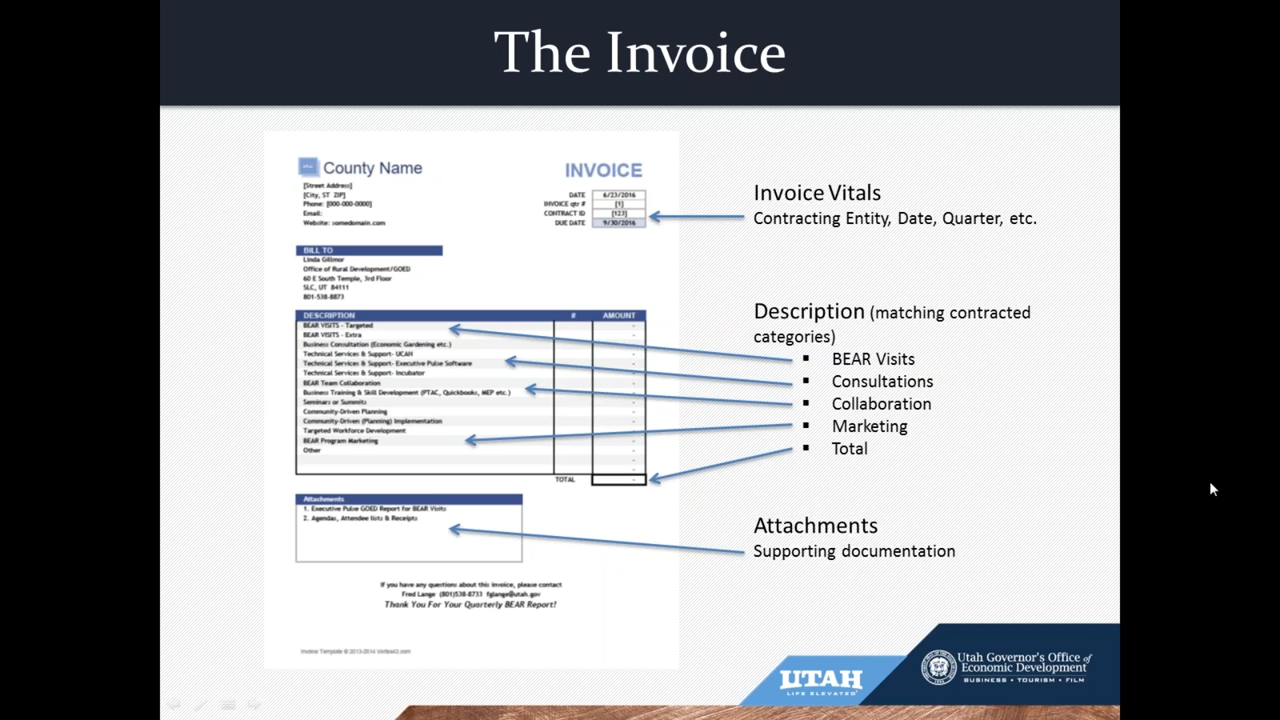 The Invoice
County Name
INVOICE
[Street Address]
[City, ST ZIP]
Phone: [000-000-0000]
Email:
Website: somedomain.com
DATE 6/23/2016
INVOICE qtr # [1]
CONTRACT ID [123]
DUE DATE 9/30/2016
BILL TO
Linda Gillmor
Office of Rural Development/GOED
60 E South Temple, 3rd Floor
SLC, UT 84111
801-538-8873
DESCRIPTION # AMOUNT
BEAR VISITS - Targeted -
BEAR VISITS - Extra -
Business Consultation (Economic Gardening etc.) -
Technical Services & Support- UCAN -
Technical Services & Support- Executive Pulse Software -
Technical Services & Support- Incubator -
BEAR Team Collaboration -
Business Training & Skill Development (PTAC, Quickbooks, MEP etc.) -
Seminars or Summits -
Community-Driven Planning -
Community-Driven (Planning) Implementation -
Targeted Workforce Development -
BEAR Program Marketing -
Other -
-
-
TOTAL -
Attachments
1. Executive Pulse GOED Report for BEAR Visits
2. Agendas, Attendee lists & Receipts
If you have any questions about this invoice, please contact
Fred Lange (801)538-8733 fglange@utah.gov
Thank You For Your Quarterly BEAR Report!
Invoice Template © 2013-2014 Vertex42.com
Invoice Vitals
Contracting Entity, Date, Quarter, etc.
Description (matching contracted
categories)
▪ BEAR Visits
▪ Consultations
▪ Collaboration
▪ Marketing
▪ Total
Attachments
Supporting documentation
UTAH
LIFE ELEVATED
Utah Governor's Office of
Economic Development
BUSINESS • TOURISM • FILM